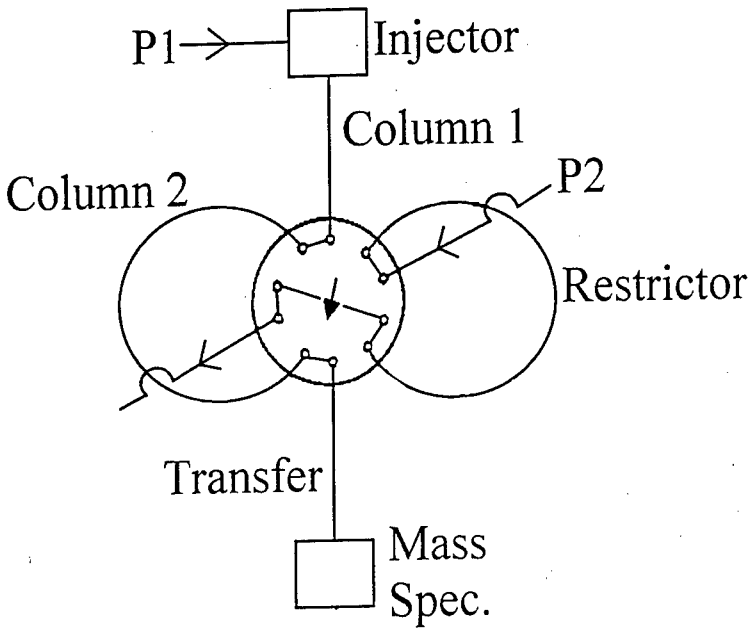 P1
Injector
Column 1
Column 2
P2
Restrictor
Transfer
Mass
Spec.